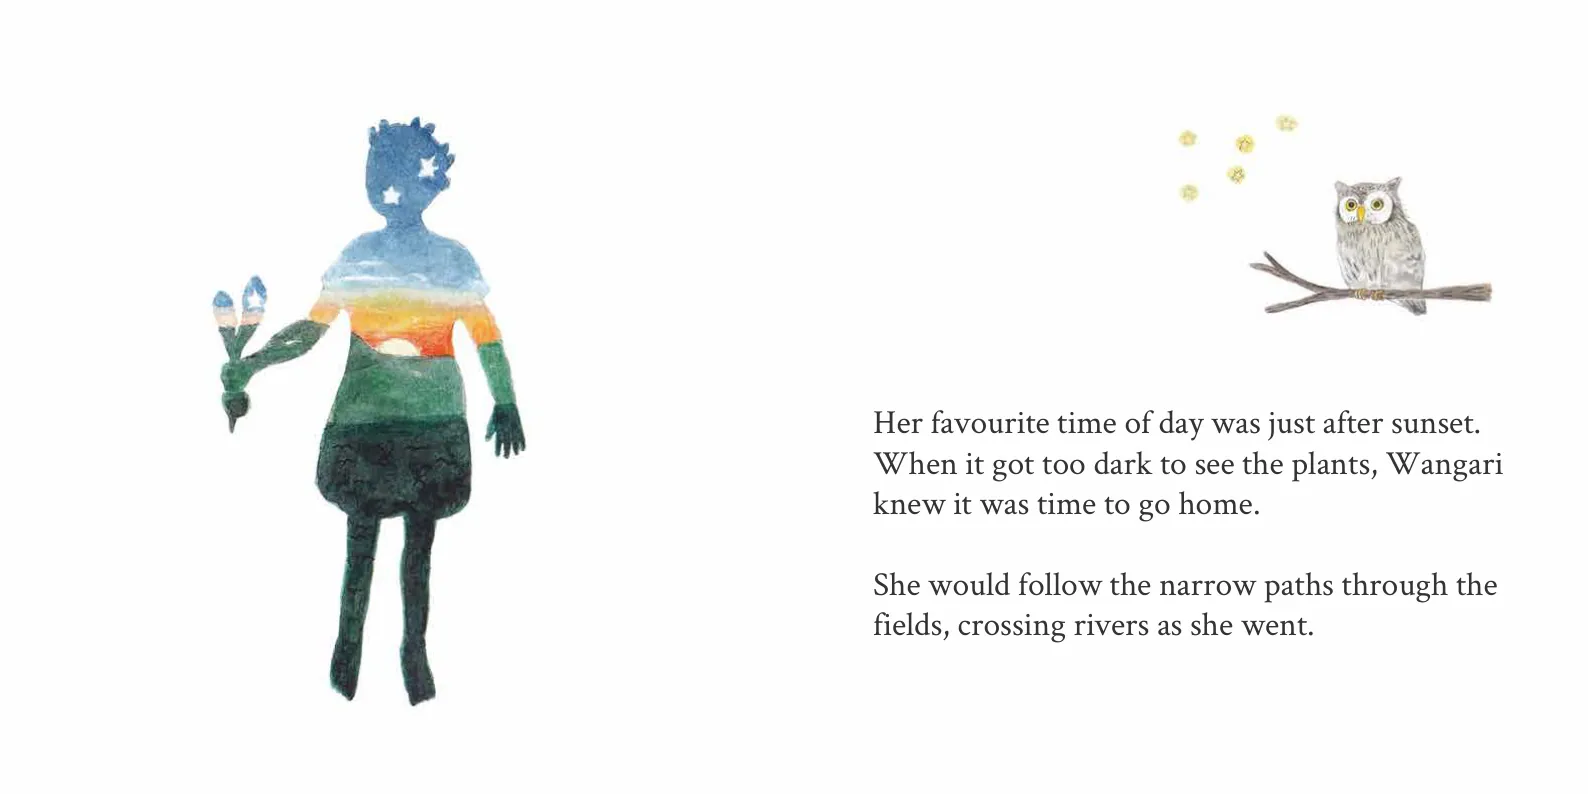 Her favourite time of day was just after sunset.
When it got too dark to see the plants, Wangari
knew it was time to go home.
She would follow the narrow paths through the
fields, crossing rivers as she went.